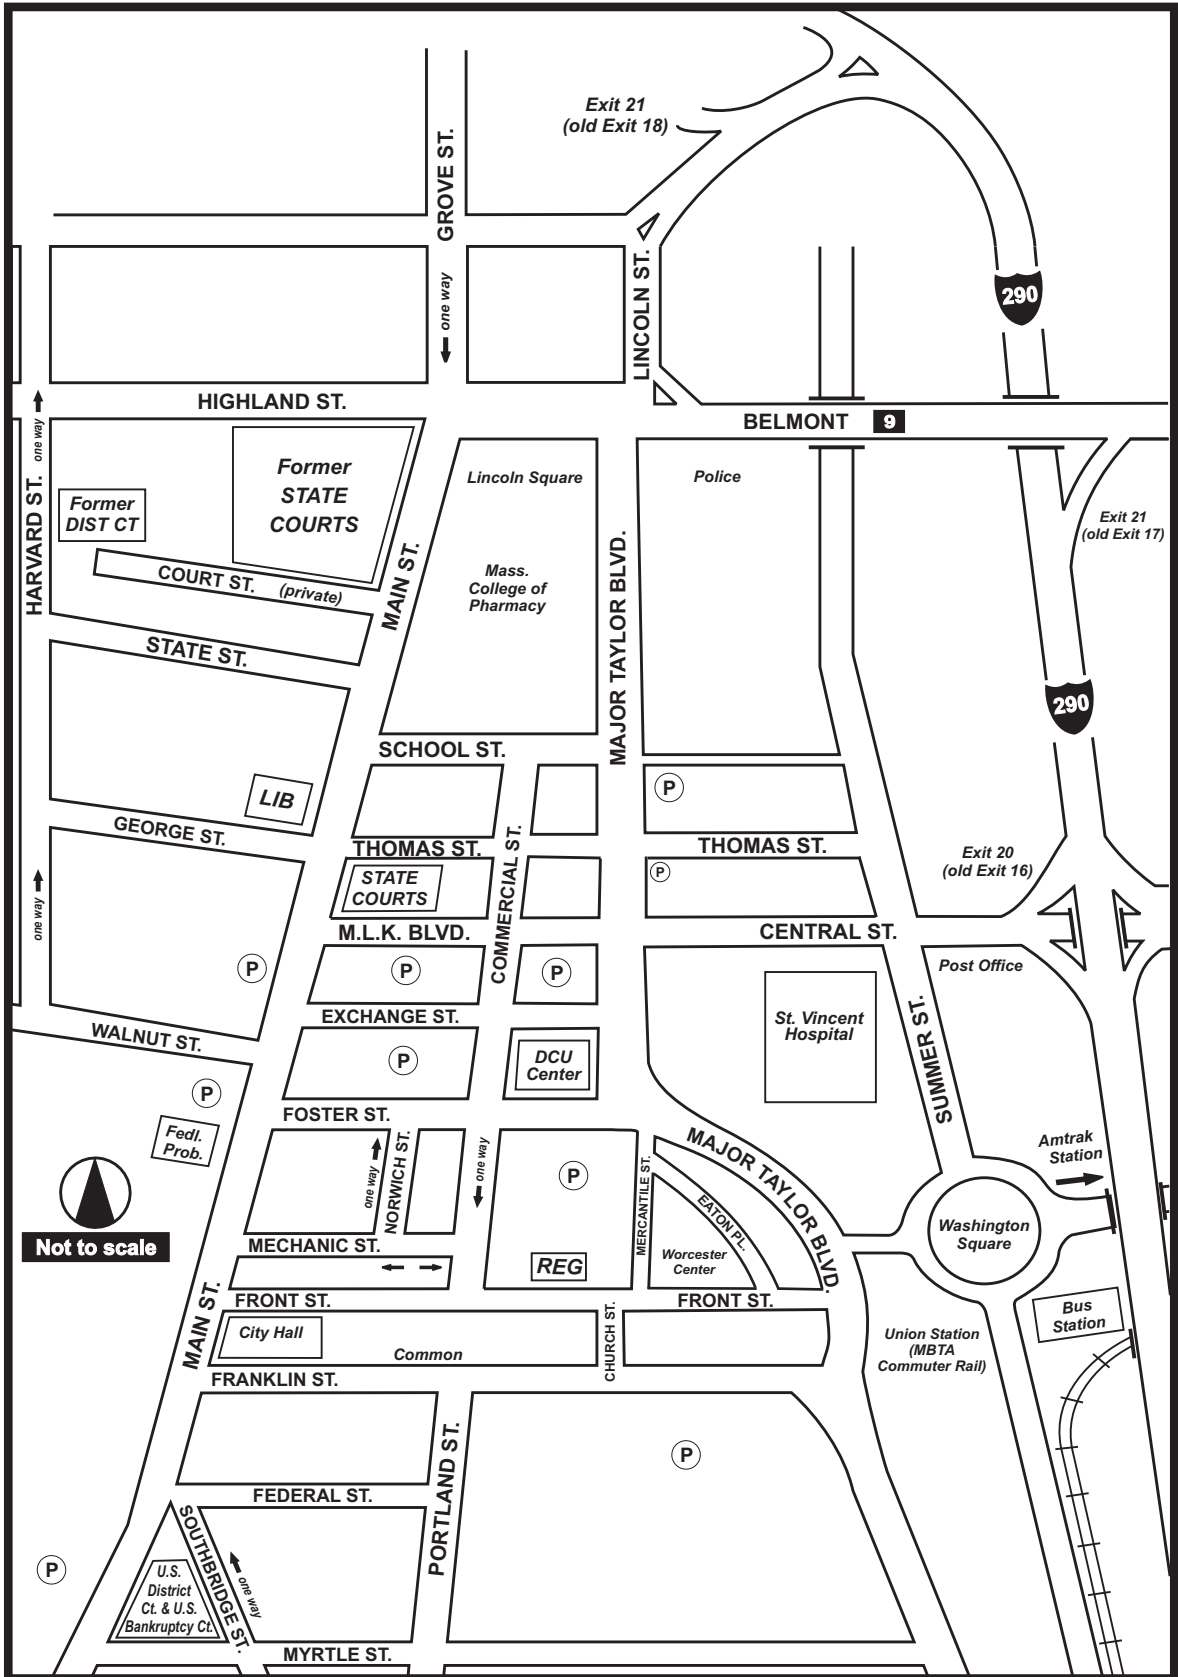 Exit 21
(old Exit 18)
GROVE ST.
one way
LINCOLN ST.
290
HIGHLAND ST.
BELMONT 9
one way
HARVARD ST.
Former
DIST CT
Former
STATE
COURTS
Lincoln Square
Police
Exit 21
(old Exit 17)
COURT ST. (private)
MAIN ST.
Mass.
College of
Pharmacy
MAJOR TAYLOR BLVD.
STATE ST.
290
SCHOOL ST.
LIB
P
GEORGE ST.
THOMAS ST.
COMMERCIAL ST.
THOMAS ST.
Exit 20
(old Exit 16)
one way
STATE
COURTS
P
M.L.K. BLVD.
CENTRAL ST.
P
P
P
Post Office
EXCHANGE ST.
WALNUT ST.
St. Vincent
Hospital
SUMMER ST.
P
DCU
Center
P
FOSTER ST.
Fedl.
Prob.
one way
NORWICH ST.
one way
P
MERCANTILE ST.
MAJOR TAYLOR BLVD.
EATON PL.
Amtrak
Station
Not to scale
MECHANIC ST.
REG
Worcester
Center
Washington
Square
MAIN ST.
FRONT ST.
FRONT ST.
City Hall
Common
CHURCH ST.
Union Station
(MBTA
Commuter Rail)
Bus
Station
FRANKLIN ST.
PORTLAND ST.
P
FEDERAL ST.
SOUTHBRIDGE ST.
one way
P
U.S.
District
Ct. & U.S.
Bankruptcy Ct.
MYRTLE ST.